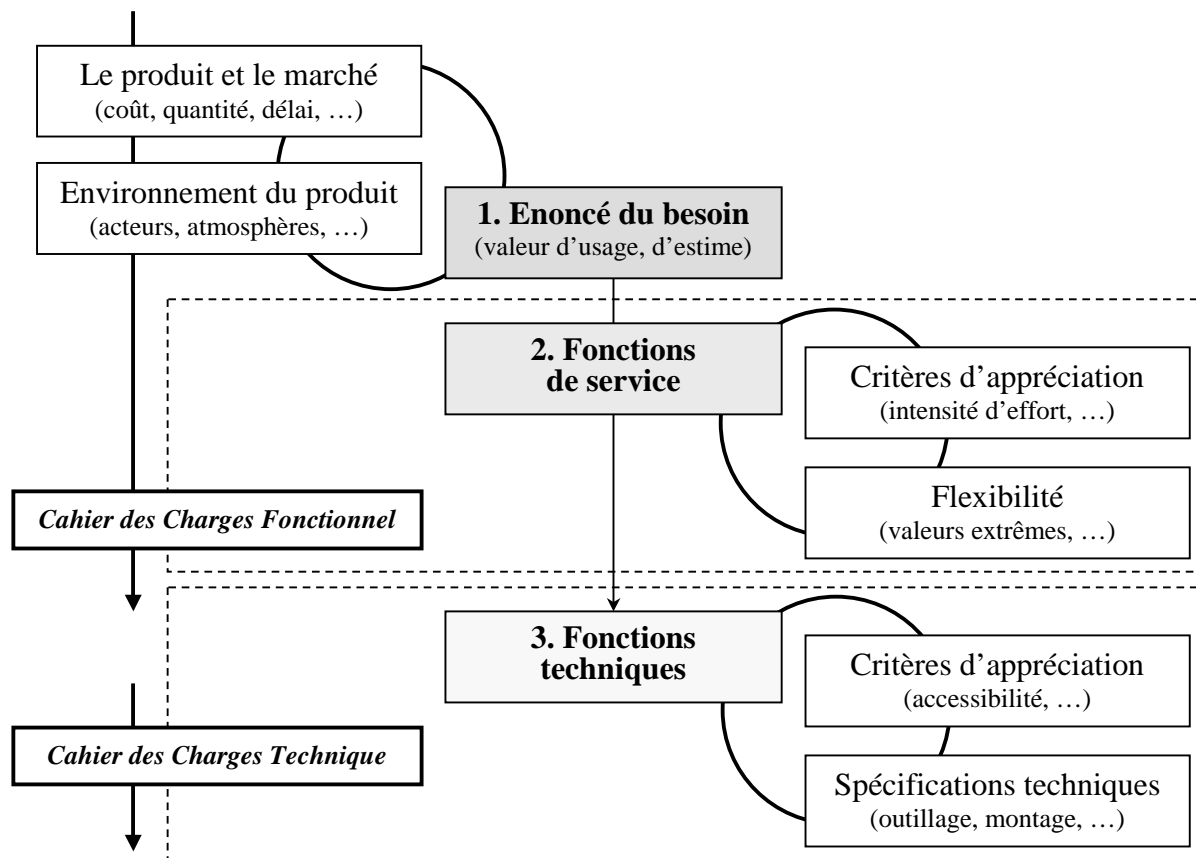 Le produit et le marché
(coût, quantité, délai, …)
Environnement du produit
(acteurs, atmosphères, …)
1. Enoncé du besoin
(valeur d’usage, d’estime)
2. Fonctions
de service
Critères d’appréciation
(intensité d’effort, …)
Flexibilité
(valeurs extrêmes, …)
Cahier des Charges Fonctionnel
3. Fonctions
techniques
Critères d’appréciation
(accessibilité, …)
Cahier des Charges Technique
Spécifications techniques
(outillage, montage, …)